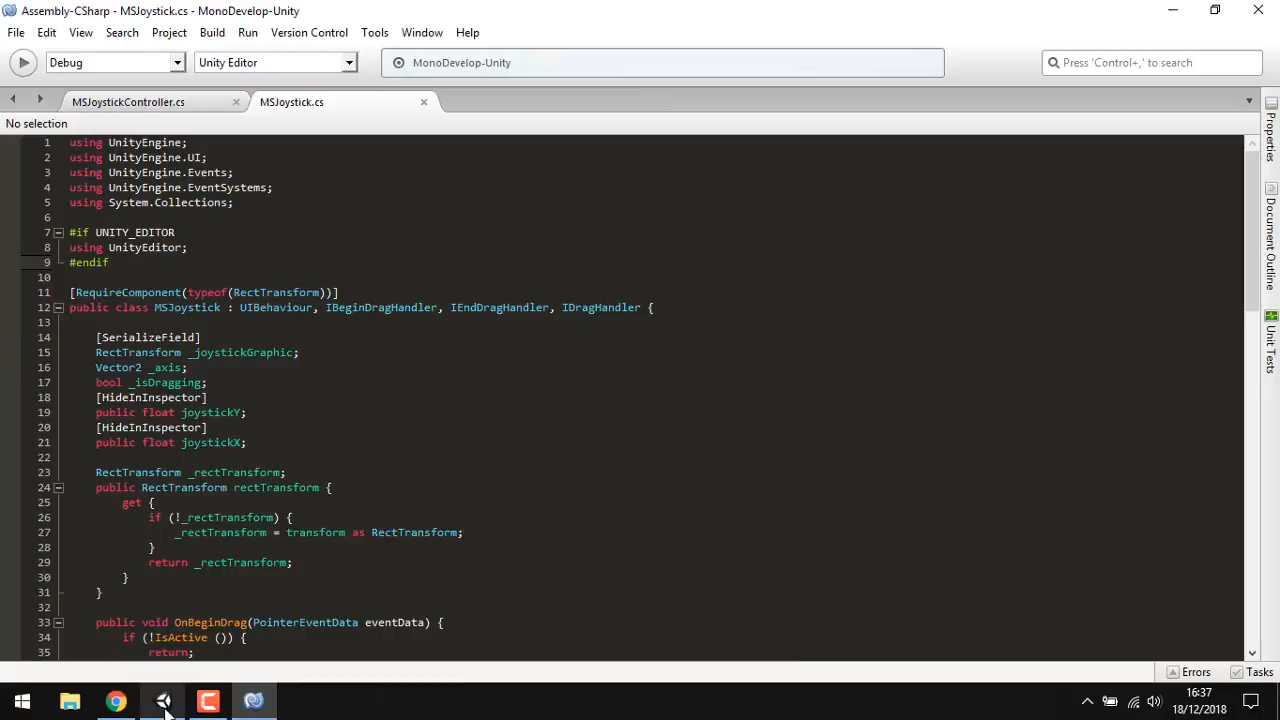 Assembly-CSharp - MSJoystick.cs - MonoDevelop-Unity
File Edit View Search Project Build Run Version Control Tools Window Help
Debug Unity Editor MonoDevelop-Unity Press 'Control+,' to search
MSJoystickController.cs MSJoystick.cs
No selection
1 using UnityEngine;
2 using UnityEngine.UI;
3 using UnityEngine.Events;
4 using UnityEngine.EventSystems;
5 using System.Collections;
6
7 #if UNITY_EDITOR
8 using UnityEditor;
9 #endif
10
11 [RequireComponent(typeof(RectTransform))]
12 public class MSJoystick : UIBehaviour, IBeginDragHandler, IEndDragHandler, IDragHandler {
13
14 [SerializeField]
15 RectTransform _joystickGraphic;
16 Vector2 _axis;
17 bool _isDragging;
18 [HideInInspector]
19 public float joystickY;
20 [HideInInspector]
21 public float joystickX;
22
23 RectTransform _rectTransform;
24 public RectTransform rectTransform {
25 get {
26 if (!_rectTransform) {
27 _rectTransform = transform as RectTransform;
28 }
29 return _rectTransform;
30 }
31 }
32
33 public void OnBeginDrag(PointerEventData eventData) {
34 if (!IsActive ()) {
35 return;
Properties
Document Outline
Unit Tests
Errors Tasks
16:37
18/12/2018